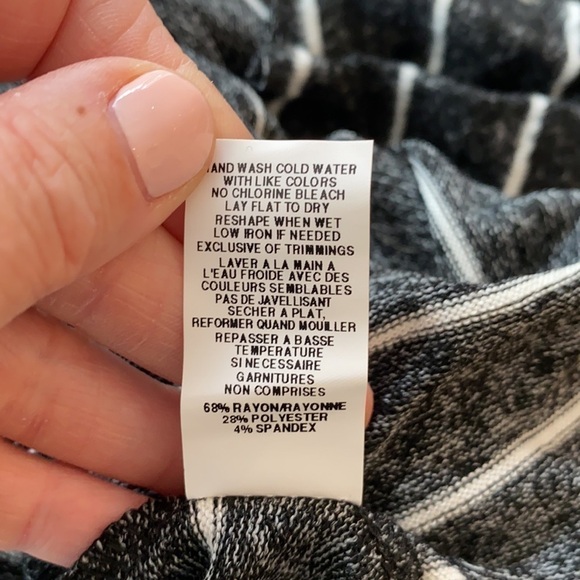 AND WASH COLD WATER
WITH LIKE COLORS
NO CHLORINE BLEACH
LAY FLAT TO DRY
RESHAPE WHEN WET
LOW IRON IF NEEDED
EXCLUSIVE OF TRIMMINGS
LAVER A LA MAIN A
L'EAU FROIDE AVEC DES
COULEURS SEMBLABLES
PAS DE JAVELLISANT
SECHER A PLAT,
REFORMER QUAND MOUILLER
REPASSER A BASSE
TEMPERATURE
SI NECESSAIRE
GARNITURES
NON COMPRISES
68% RAYON/RAYONNE
28% POLYESTER
4% SPANDEX